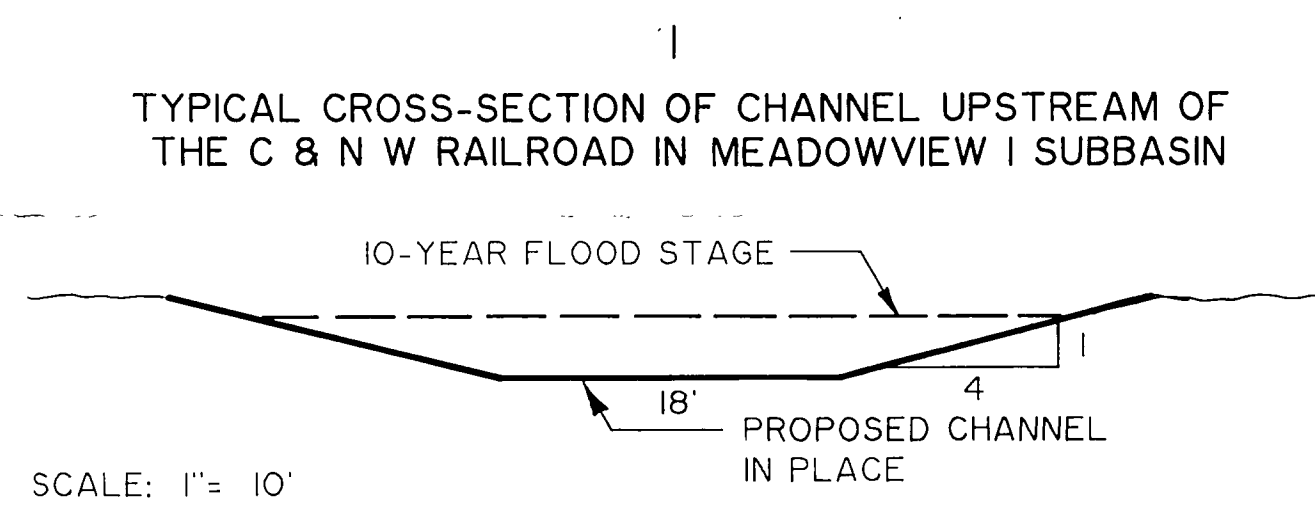 TYPICAL CROSS-SECTION OF CHANNEL UPSTREAM OF
THE C & N W RAILROAD IN MEADOWVIEW I SUBBASIN
10-YEAR FLOOD STAGE
1
4
18'
PROPOSED CHANNEL
IN PLACE
SCALE: 1"= 10'